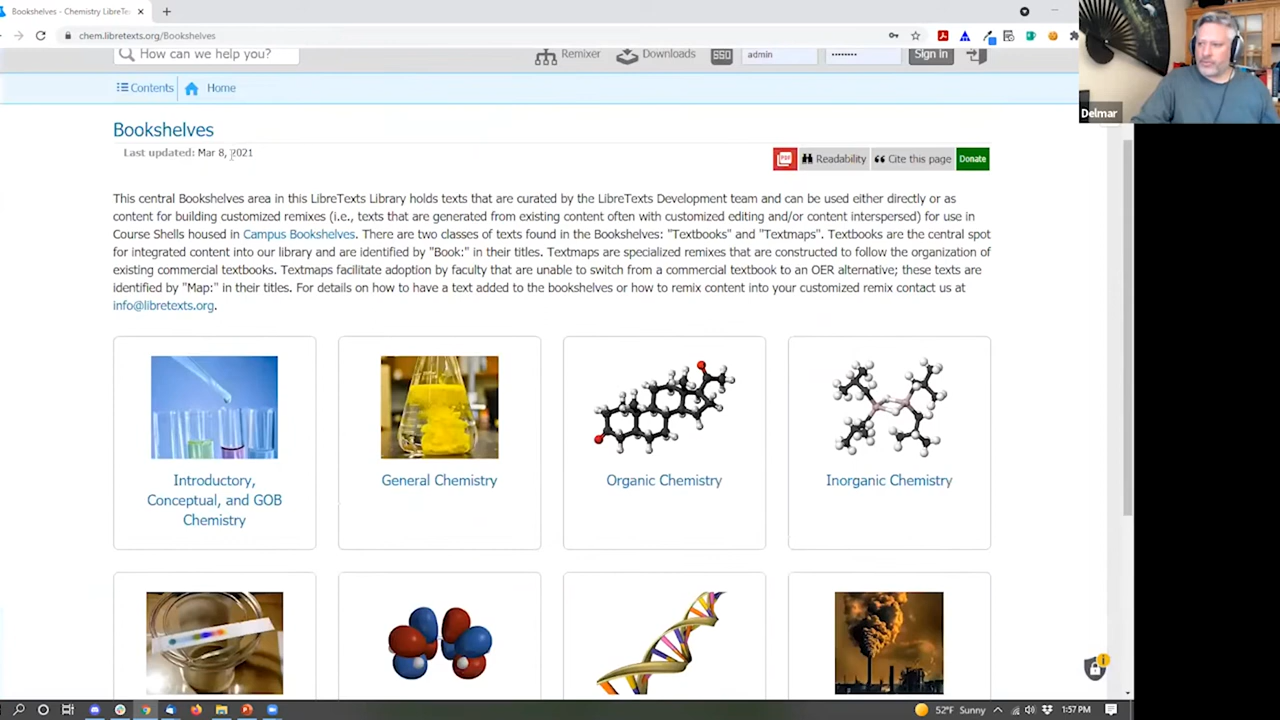 Bookshelves - Chemistry LibreTe
chem.libretexts.org/Bookshelves
How can we help you?
Remixer
Downloads
SSO
admin
••••••••
Sign in
Contents
Home
Bookshelves
Last updated: Mar 8, 2021
PDF
Readability
Cite this page
Donate
This central Bookshelves area in this LibreTexts Library holds texts that are curated by the LibreTexts Development team and can be used either directly or as
content for building customized remixes (i.e., texts that are generated from existing content often with customized editing and/or content interspersed) for use in
Course Shells housed in Campus Bookshelves. There are two classes of texts found in the Bookshelves: "Textbooks" and "Textmaps". Textbooks are the central spot
for integrated content into our library and are identified by "Book:" in their titles. Textmaps are specialized remixes that are constructed to follow the organization of
existing commercial textbooks. Textmaps facilitate adoption by faculty that are unable to switch from a commercial textbook to an OER alternative; these texts are
identified by "Map:" in their titles. For details on how to have a text added to the bookshelves or how to remix content into your customized remix contact us at
info@libretexts.org.
Introductory,
Conceptual, and GOB
Chemistry
General Chemistry
Organic Chemistry
Inorganic Chemistry
Delmar
52°F Sunny
1:57 PM